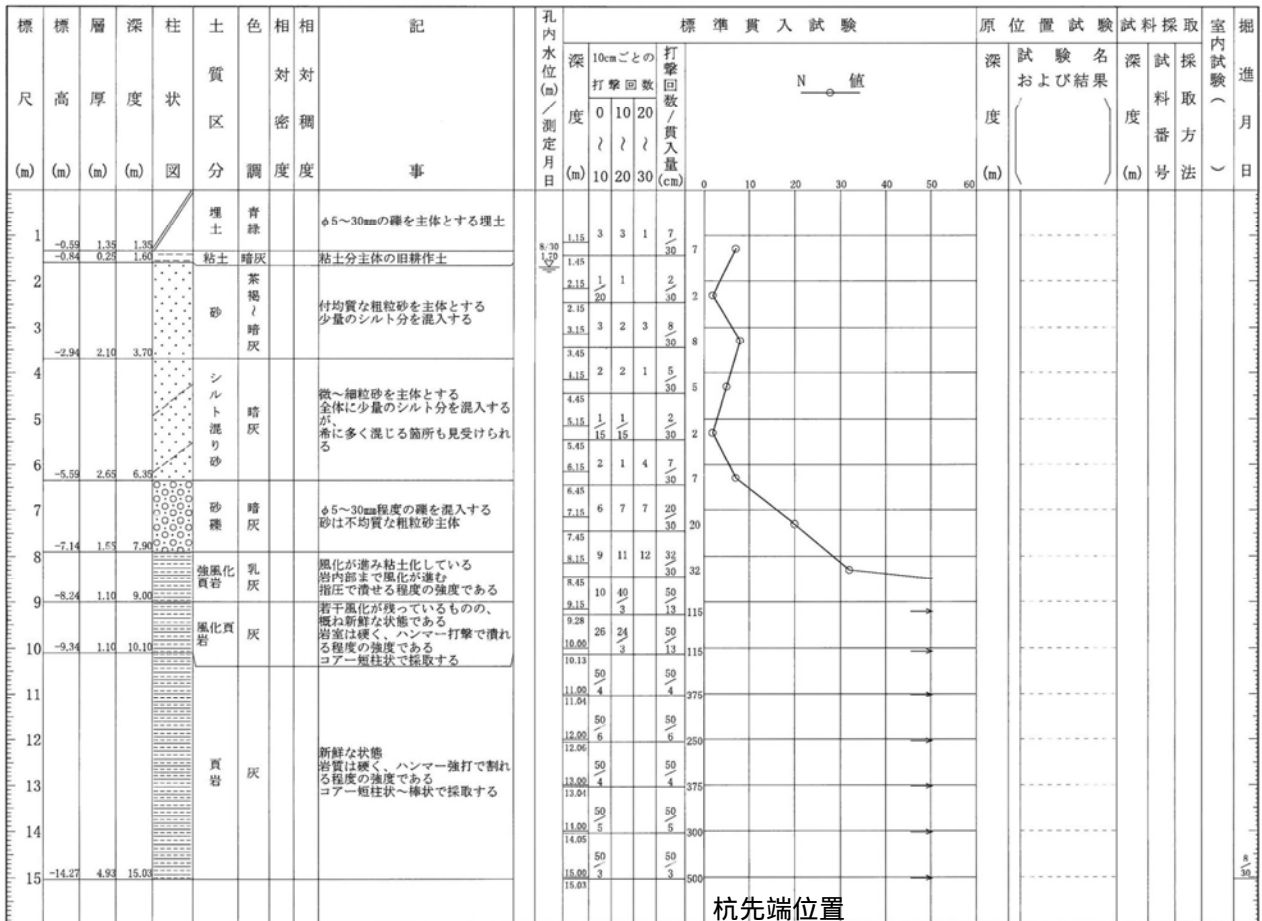 標尺(m)
標高(m)
層厚(m)
深度(m)
柱状図
土質区分
色調
相対密度
相対稠度
記事
孔内水位(m)/測定月日
標準貫入試験
深度(m)
10cmごとの打撃回数
0 10 20
～ ～ ～
10 20 30
打撃回数/貫入量(cm)
N 値
0 10 20 30 40 50 60
原位置試験
深度(m)
試験名および結果
試料採取
深度(m)
試料番号
採取方法
室内試験( )
掘進月日
1
-0.59 1.35 1.35
埋土
青緑
φ5～30mmの礫を主体とする埋土
-0.84 0.25 1.60
粘土
暗灰
粘土分主体の旧耕作土
8/30
1.70
2
3
-2.94 2.10 3.70
砂
茶褐～暗灰
付均質な粗粒砂を主体とする
少量のシルト分を混入する
4
5
6
-5.59 2.65 6.35
シルト混り砂
暗灰
微～細粒砂を主体とする
全体に少量のシルト分を混入する
が、
希に多く混じる箇所も見受けられ
る
7
-7.14 1.55 7.90
砂礫
暗灰
φ5～30mm程度の礫を混入する
砂は不均質な粗粒砂主体
8
-8.24 1.10 9.00
強風化頁岩
乳灰
風化が進み粘土化している
岩内部まで風化が進む
指圧で潰せる程度の強度である
9
10
-9.34 1.10 10.10
風化頁岩
灰
若干風化が残っているものの、
概ね新鮮な状態である
岩室は硬く、ハンマー打撃で潰れ
る程度の強度である
コアー短柱状で採取する
11
12
13
14
15
-14.27 4.93 15.03
頁岩
灰
新鮮な状態
岩質は硬く、ハンマー強打で割れ
る程度の強度である
コアー短柱状～棒状で採取する
1.15 3 3 1 7/30 7
1.45
2.15 1/20 1 2/30 2
2.15
3.15 3 2 3 8/30 8
3.45
4.15 2 2 1 5/30 5
4.45
5.15 1/15 1/15 2/30 2
5.45
6.15 2 1 4 7/30 7
6.45
7.15 6 7 7 20/30 20
7.45
8.15 9 11 12 32/30 32
8.45
9.15 10 40/3 50/13 115
9.28
10.00 26 24/3 50/13 115
10.13
11.00 50/4 50/4 375
11.04
12.00 50/6 50/6 250
12.06
13.00 50/4 50/4 375
13.04
14.00 50/5 50/5 300
14.05
15.00 50/3 50/3 500
15.03
8/30
杭先端位置